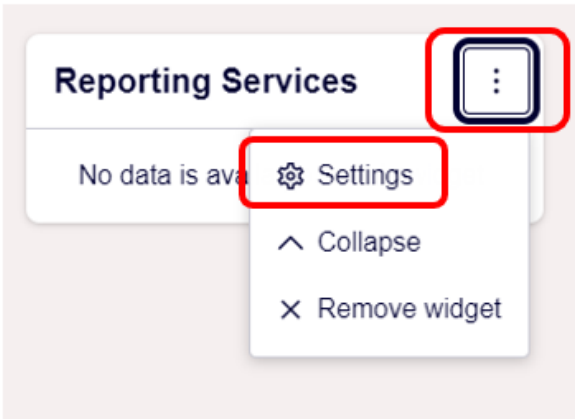 Reporting Services
No data is ava
Settings
Collapse
Remove widget